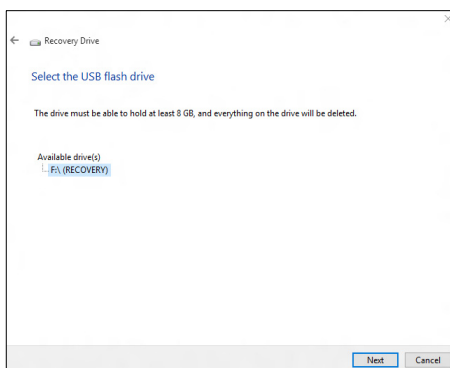 Recovery Drive
Select the USB flash drive
The drive must be able to hold at least 8 GB, and everything on the drive will be deleted.
Available drive(s)
F:\ (RECOVERY)
Next Cancel